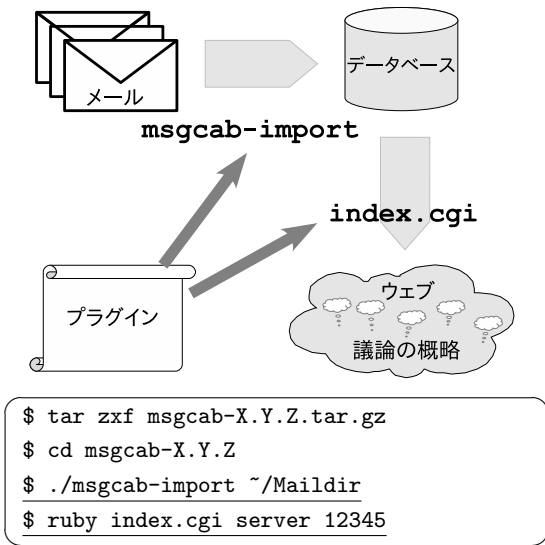 メール
データベース
msgcab-import
index.cgi
プラグイン
ウェブ
議論の概略
$ tar zxf msgcab-X.Y.Z.tar.gz
$ cd msgcab-X.Y.Z
$ ./msgcab-import ~/Maildir
$ ruby index.cgi server 12345